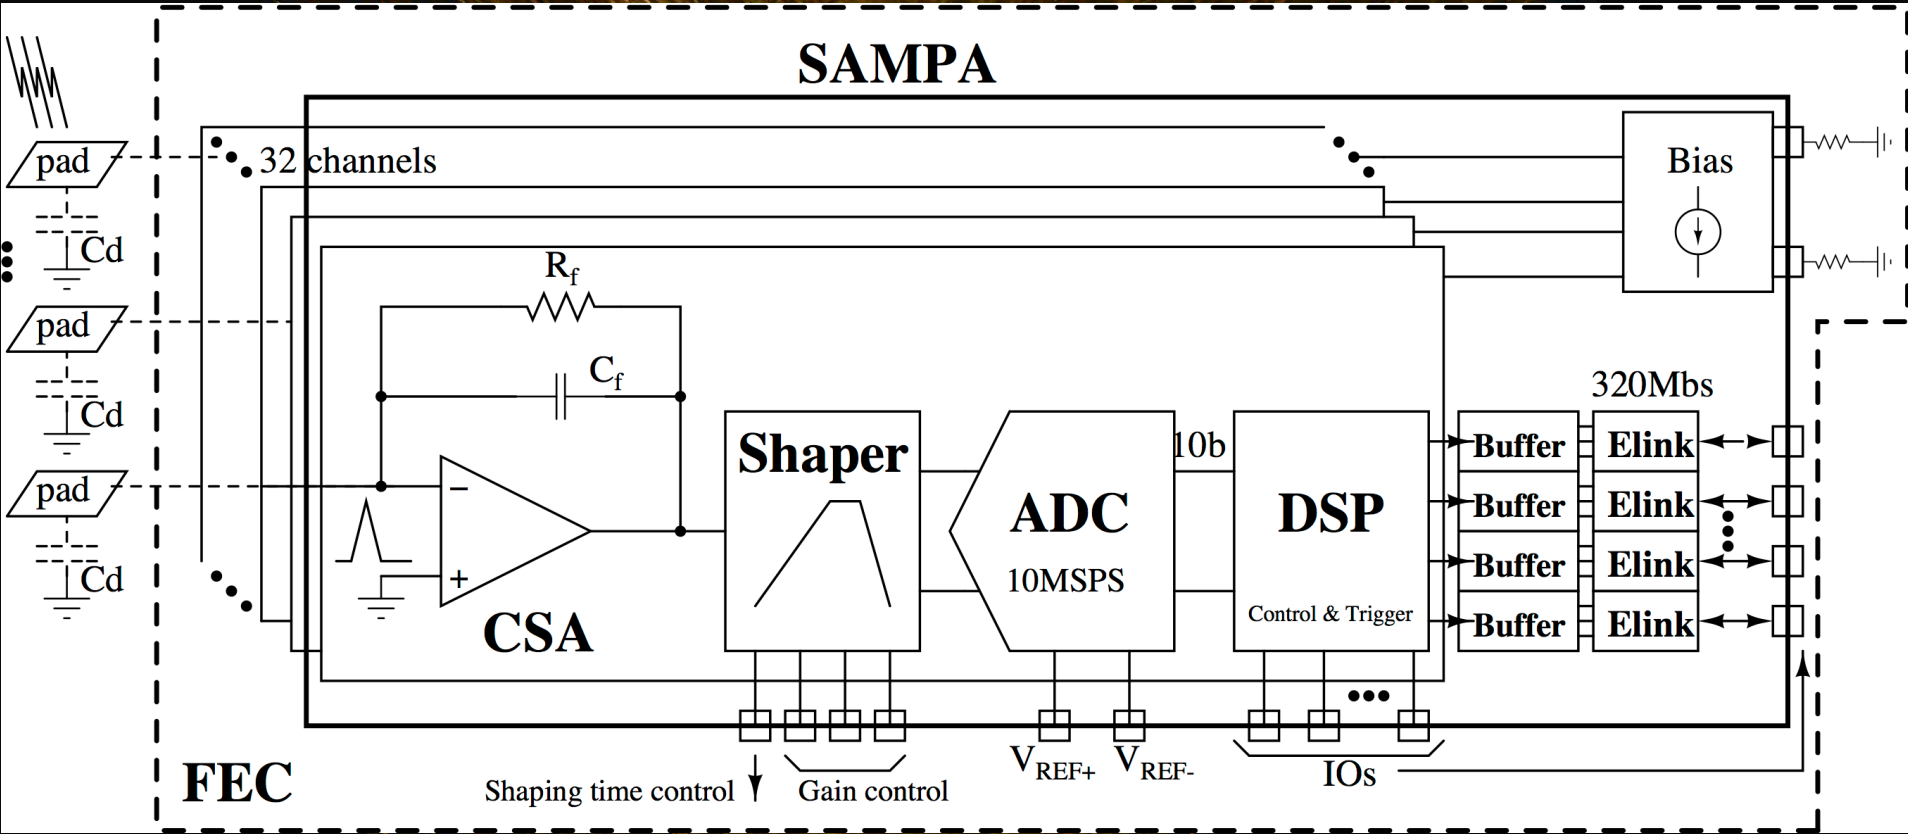 SAMPA
pad
32 channels
Bias
Cd
Rf
pad
Cf
320Mbs
Cd
Shaper
10b
Buffer
Elink
pad
−
ADC
DSP
Buffer
Elink
Cd
+
10MSPS
Buffer
Elink
CSA
Control & Trigger
Buffer
Elink
FEC
Shaping time control
Gain control
VREF+
VREF-
IOs